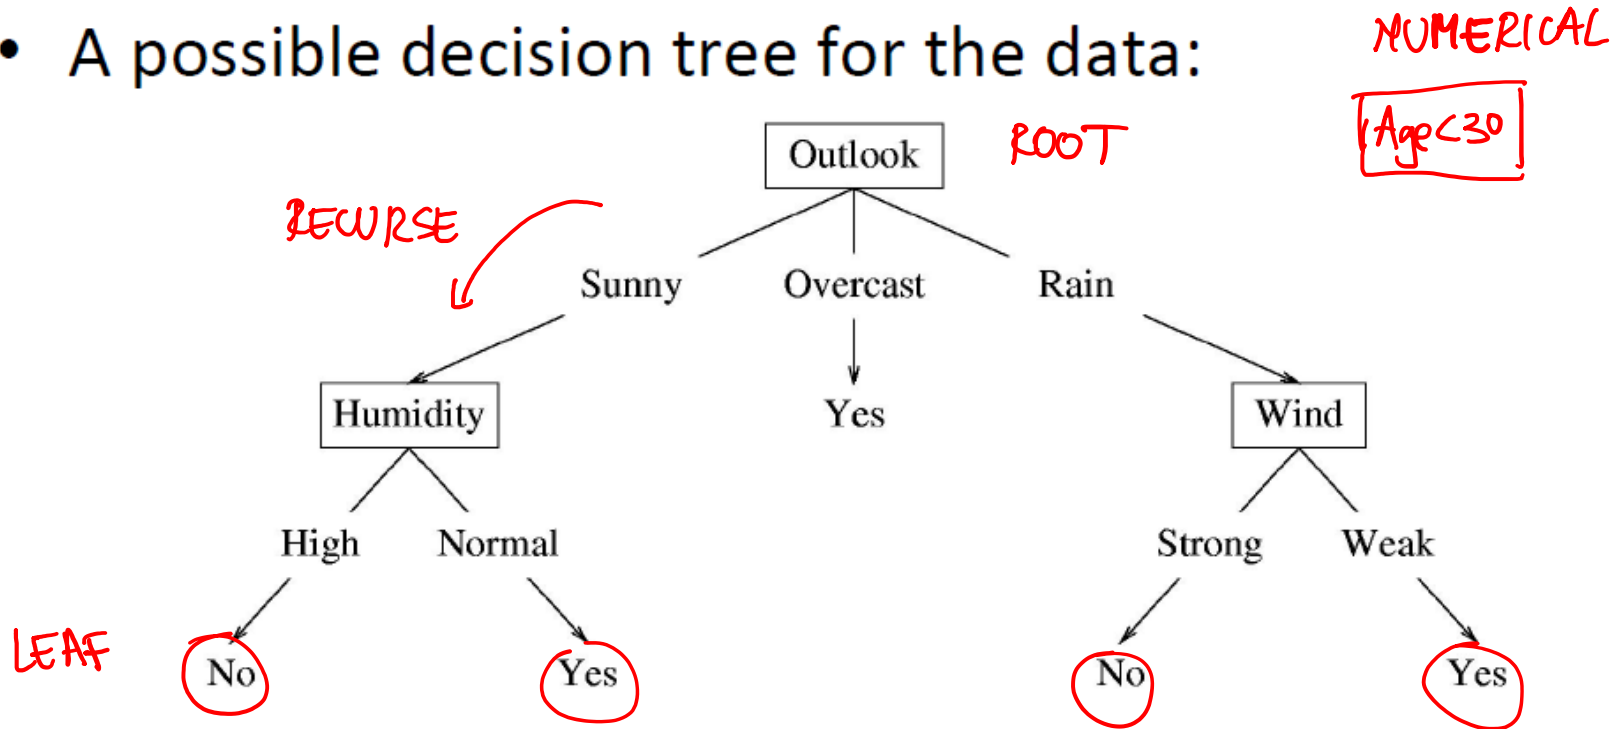 • A possible decision tree for the data:
NUMERICAL
Age<30
Outlook
ROOT
RECURSE
Sunny Overcast Rain
Humidity Yes Wind
High Normal Strong Weak
LEAF
No Yes No Yes